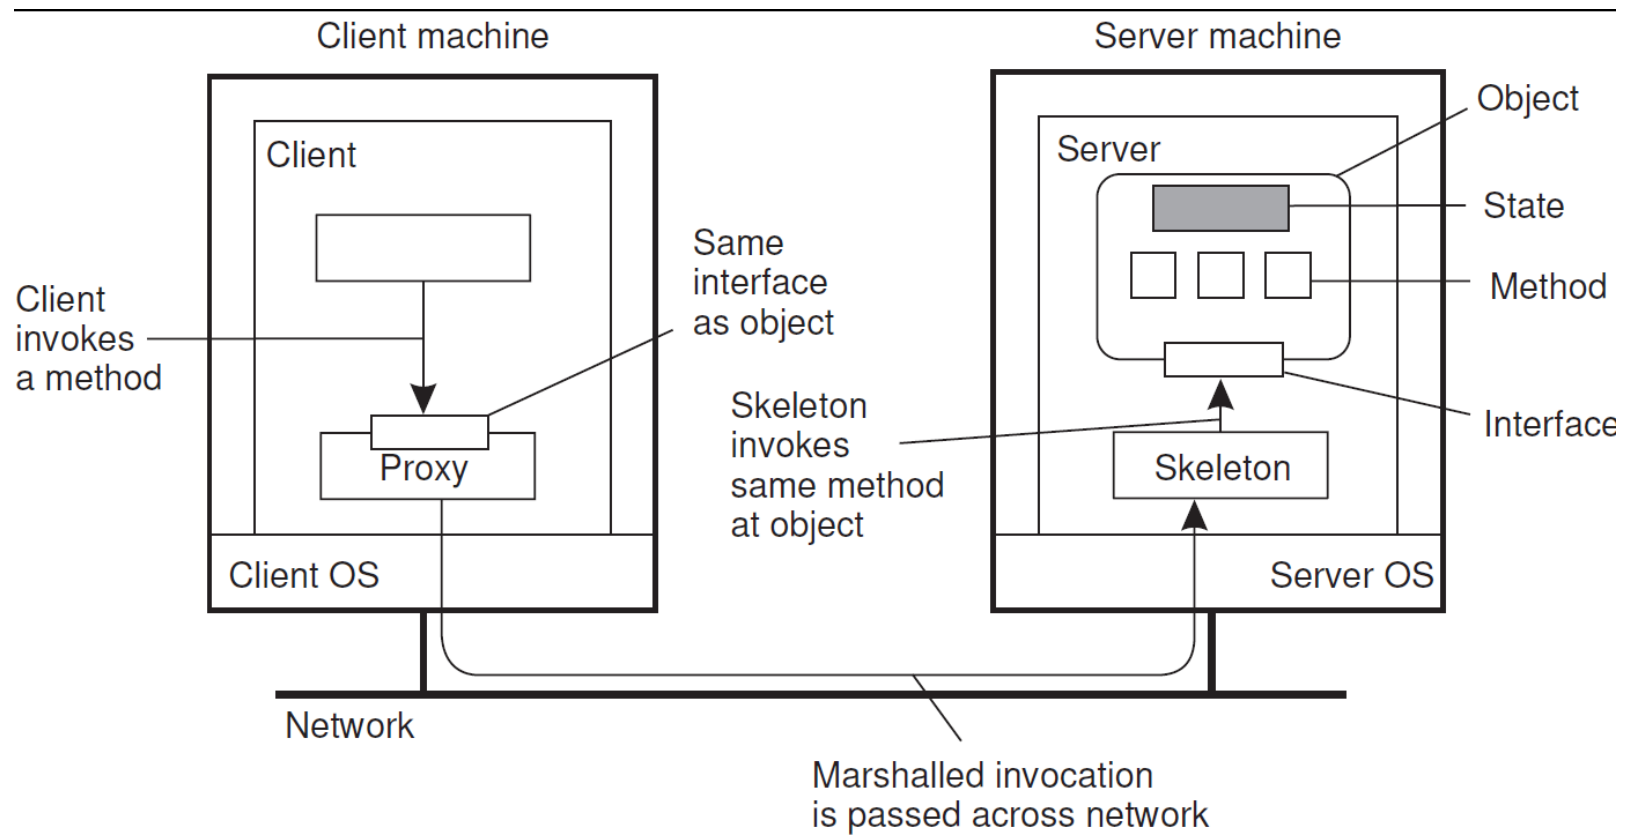 Client machine
Server machine
Object
Client
Server
State
Same
interface
as object
Method
Client
invokes
a method
Skeleton
invokes
same method
at object
Interface
Proxy
Skeleton
Client OS
Server OS
Network
Marshalled invocation
is passed across network